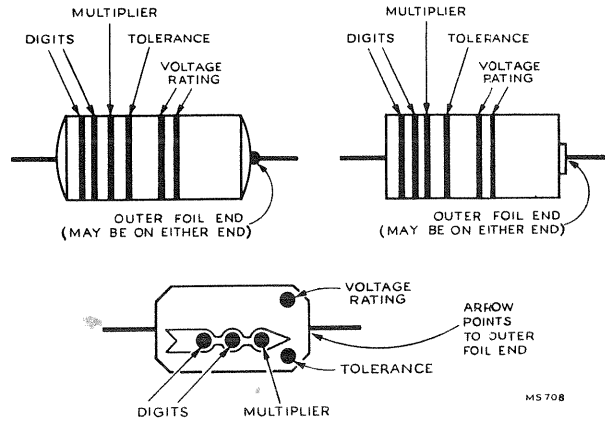 MULTIPLIER
DIGITS
TOLERANCE
VOLTAGE
RATING
OUTER FOIL END
(MAY BE ON EITHER END)
MULTIPLIER
DIGITS
TOLERANCE
VOLTAGE
RATING
OUTER FOIL END
(MAY BE ON EITHER END)
VOLTAGE
RATING
ARROW
POINTS
TO OUTER
FOIL END
TOLERANCE
DIGITS
MULTIPLIER
MS 708